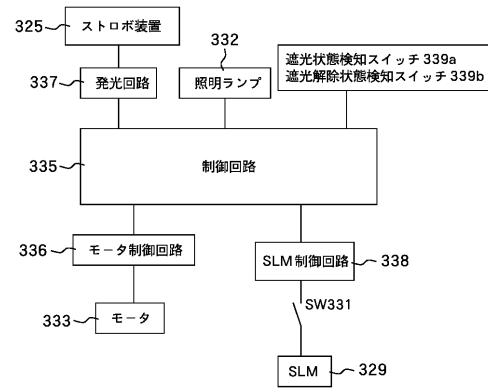 325
ストロボ装置
337
発光回路
332
照明ランプ
遮光状態検知スイッチ 339a
遮光解除状態検知スイッチ 339b
335
制御回路
336
モータ制御回路
SLM 制御回路
338
333
モータ
SW331
SLM
329